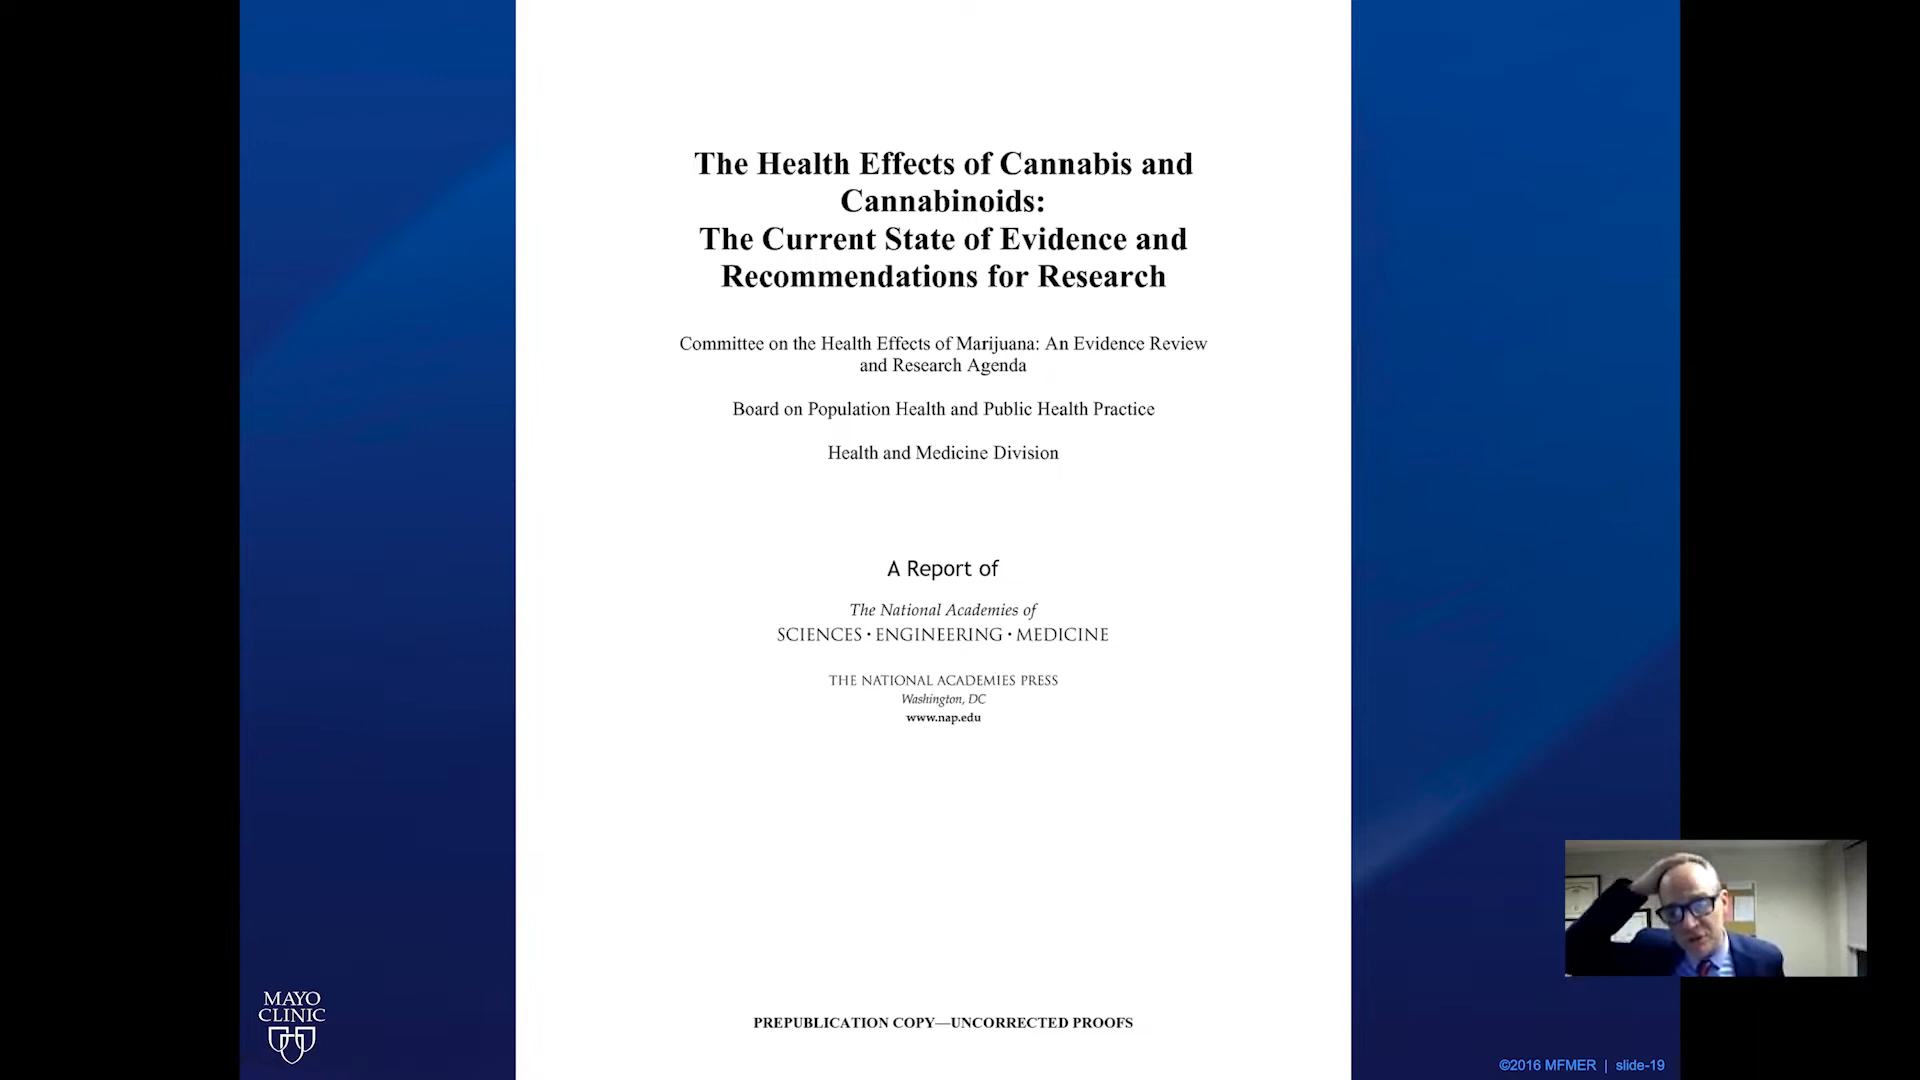 The Health Effects of Cannabis and
Cannabinoids:
The Current State of Evidence and
Recommendations for Research
Committee on the Health Effects of Marijuana: An Evidence Review
and Research Agenda
Board on Population Health and Public Health Practice
Health and Medicine Division
A Report of
The National Academies of
SCIENCES • ENGINEERING • MEDICINE
THE NATIONAL ACADEMIES PRESS
Washington, DC
www.nap.edu
PREPUBLICATION COPY—UNCORRECTED PROOFS
MAYO
CLINIC
©2016 MFMER | slide-19